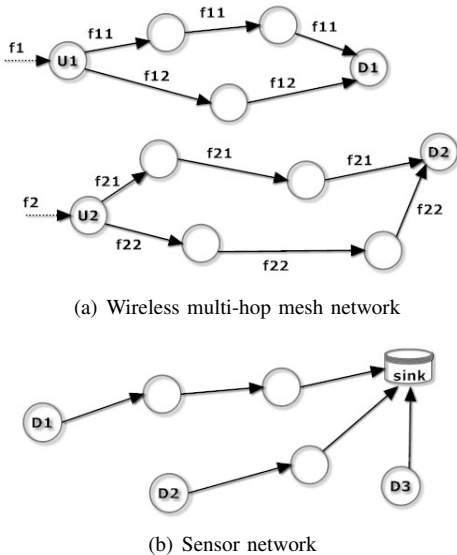 f11
f11
f11
f1
U1
D1
f12
f12
D2
f21
f21
f21
f2
U2
f22
f22
f22
(a) Wireless multi-hop mesh network
sink
D1
D2
D3
(b) Sensor network